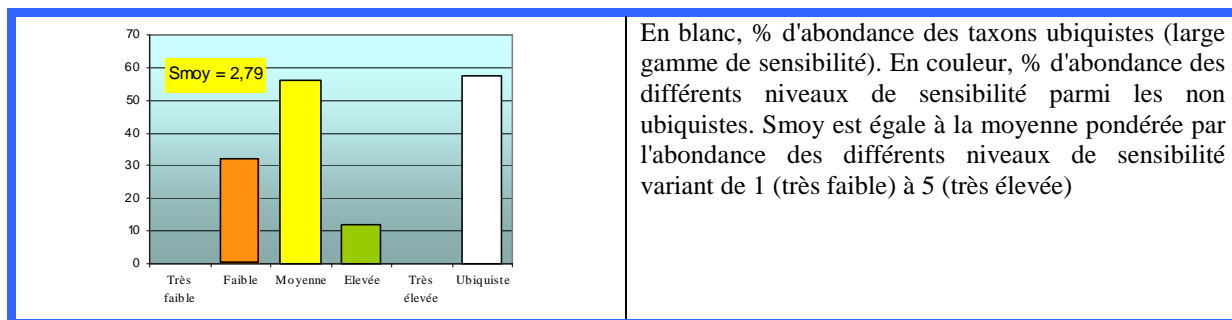 70
60
50
40
30
20
10
0
Smoy = 2,79
Très faible
Faible
Moyenne
Elevée
Très élevée
Ubiquiste
En blanc, % d'abondance des taxons ubiquistes (large
gamme de sensibilité). En couleur, % d'abondance des
différents niveaux de sensibilité parmi les non
ubiquistes. Smoy est égale à la moyenne pondérée par
l'abondance des différents niveaux de sensibilité
variant de 1 (très faible) à 5 (très élevée)